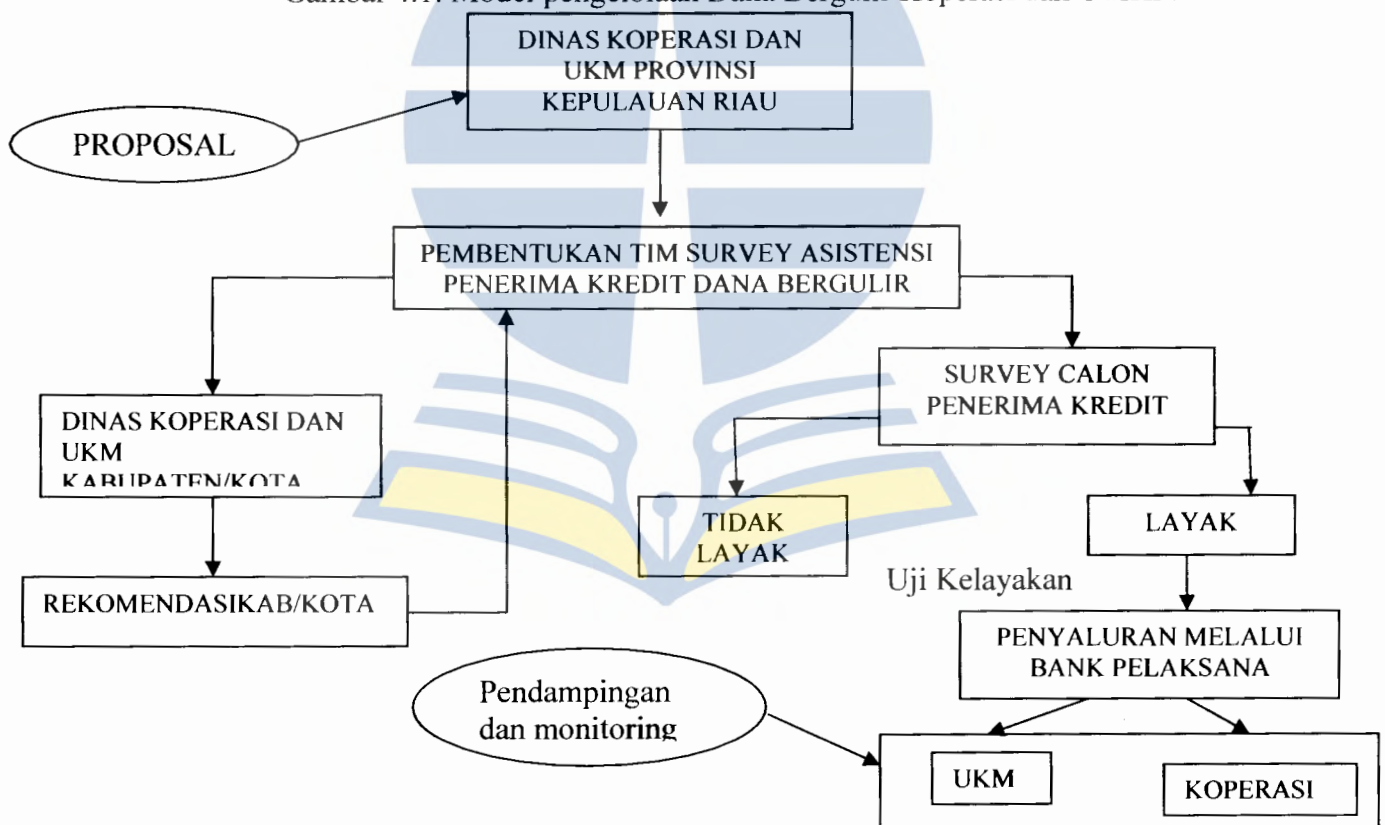 DINAS KOPERASI DAN
UKM PROVINSI
KEPULAUAN RIAU
PROPOSAL
PEMBENTUKAN TIM SURVEY ASISTENSI
PENERIMA KREDIT DANA BERGULIR
SURVEY CALON
PENERIMA KREDIT
DINAS KOPERASI DAN
UKM
KABUPATEN/KOTA
TIDAK
LAYAK
LAYAK
Uji Kelayakan
REKOMENDASIKAB/KOTA
PENYALURAN MELALUI
BANK PELAKSANA
Pendampingan
dan monitoring
UKM
KOPERASI